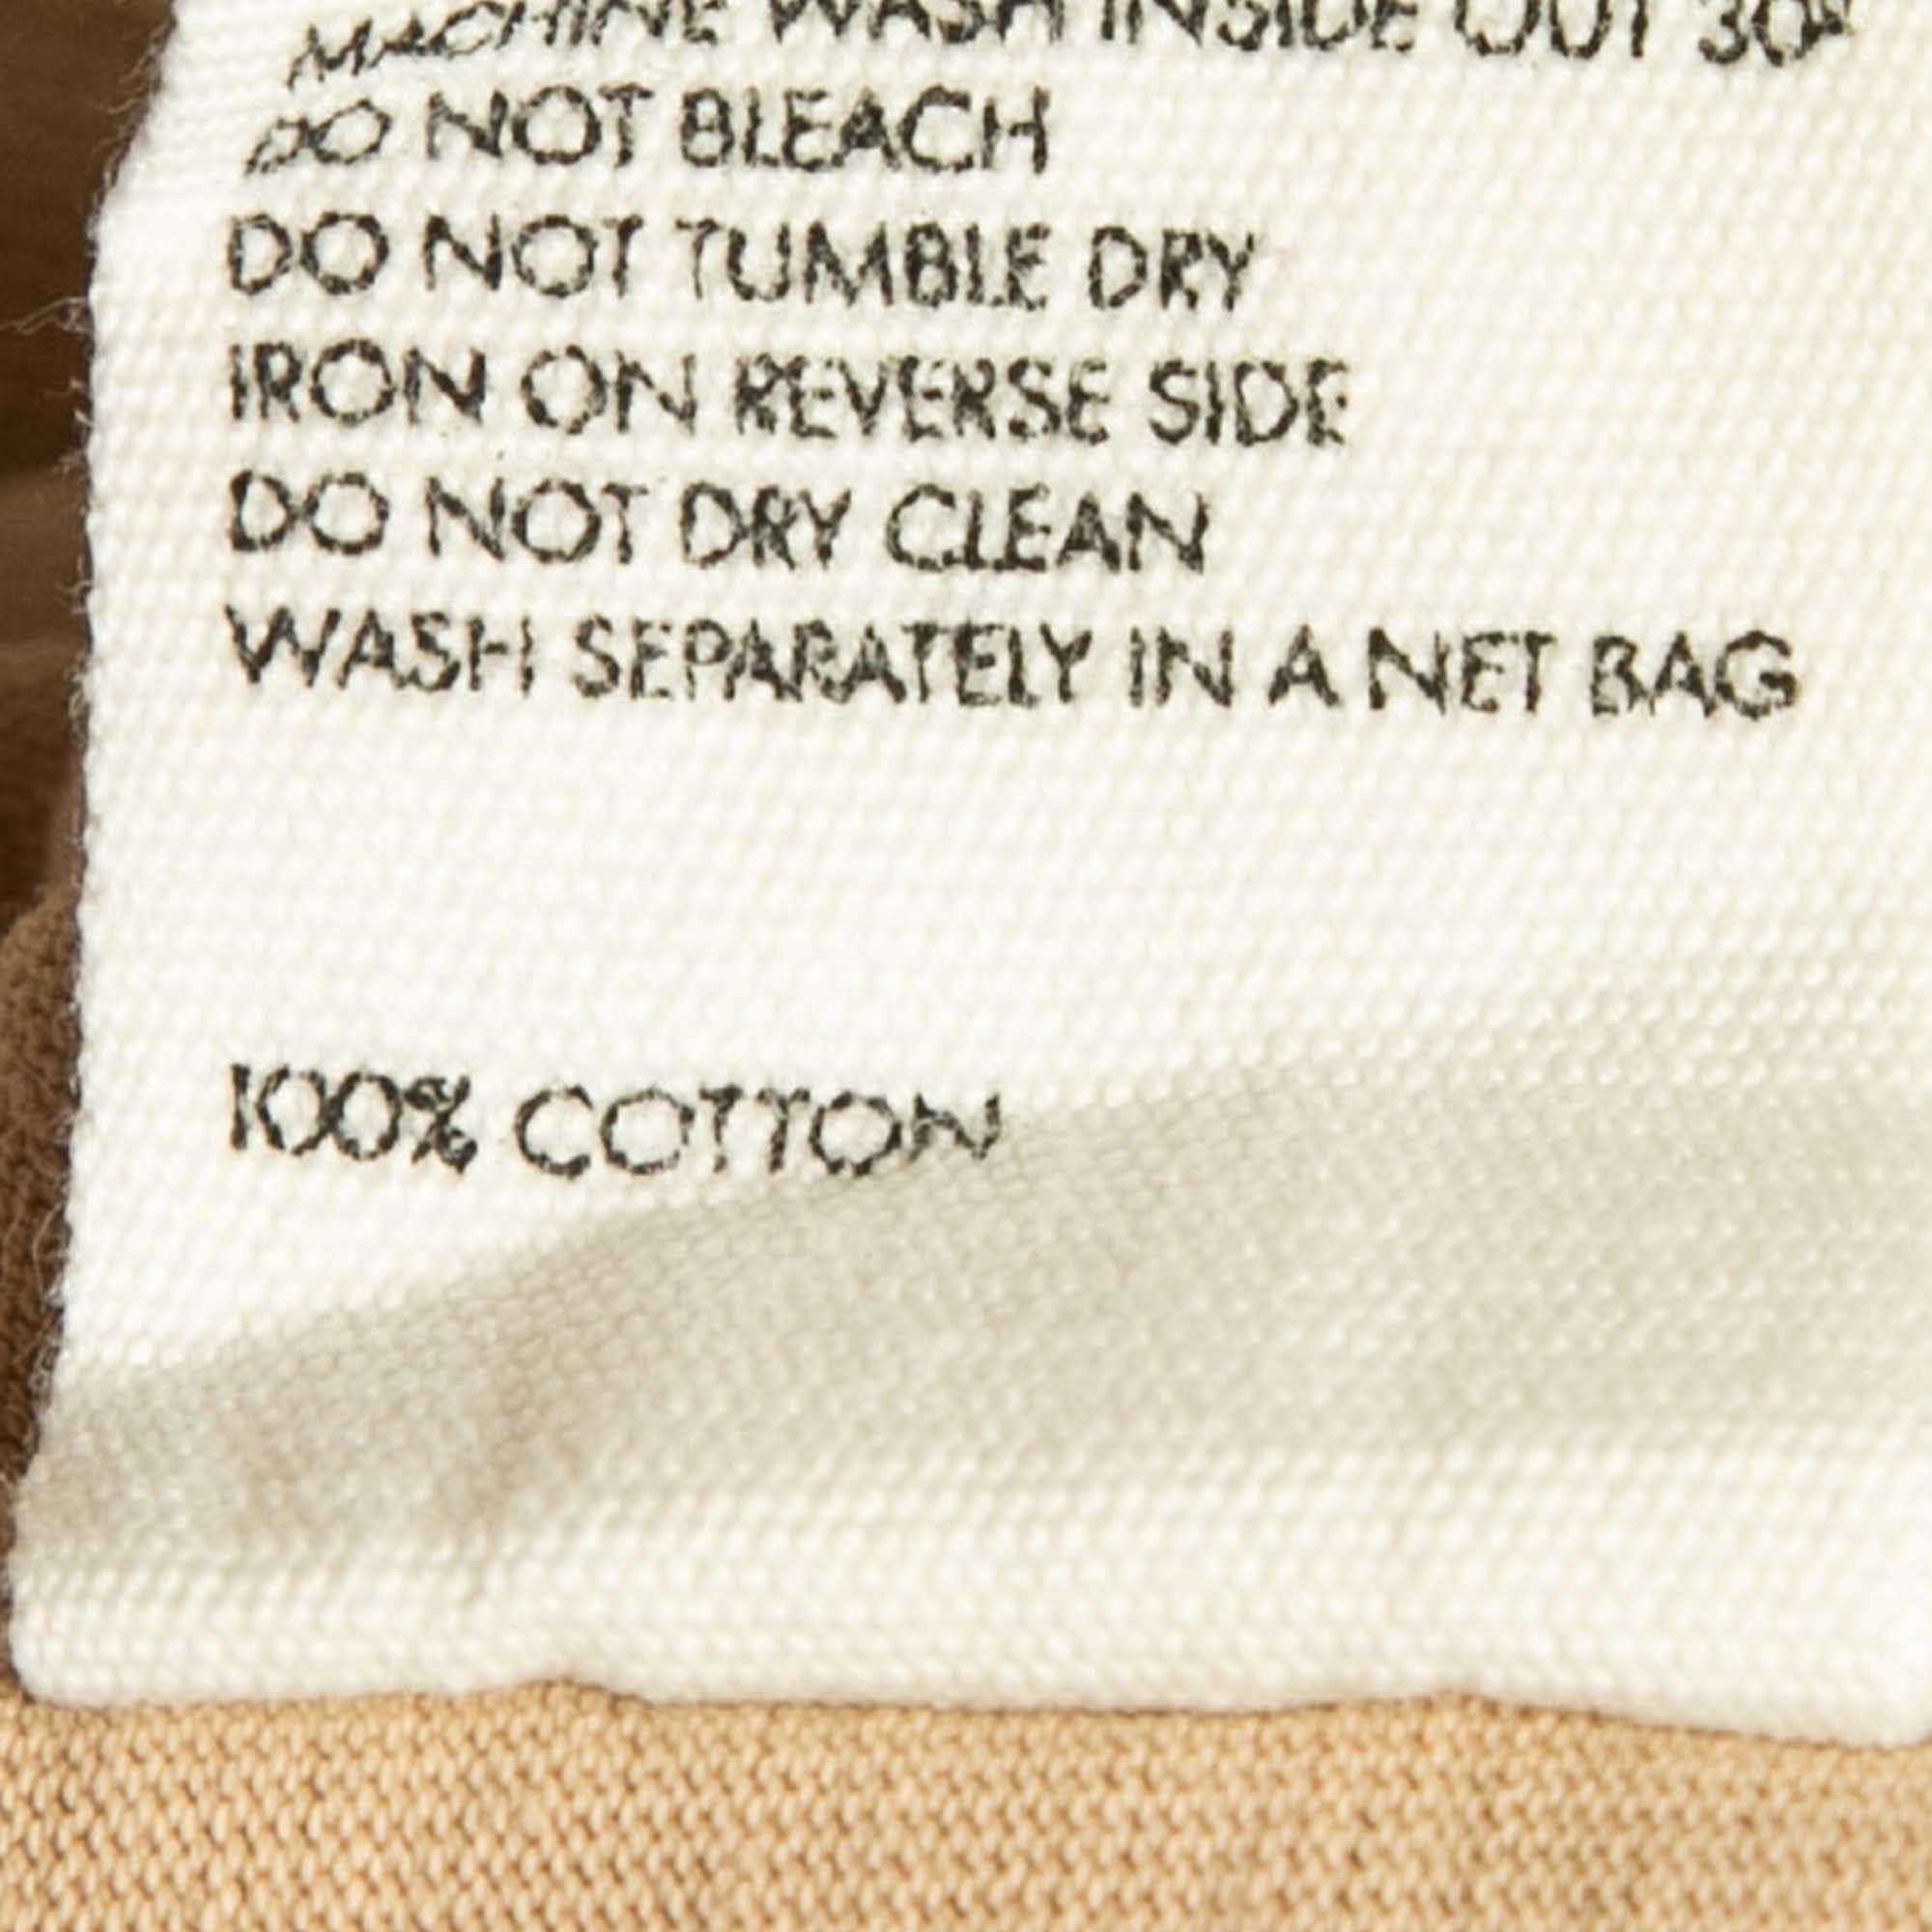 MACHINE WASH INSIDE OUT 30°
DO NOT BLEACH
DO NOT TUMBLE DRY
IRON ON REVERSE SIDE
DO NOT DRY CLEAN
WASH SEPARATELY IN A NET BAG
100% COTTON